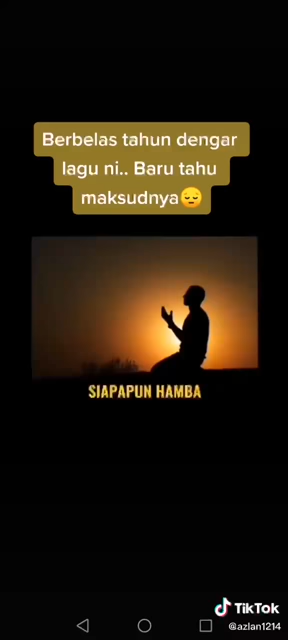 Berbelas tahun dengar
lagu ni.. Baru tahu
maksudnya😔
SIAPAPUN HAMBA
TikTok
@azlan1214